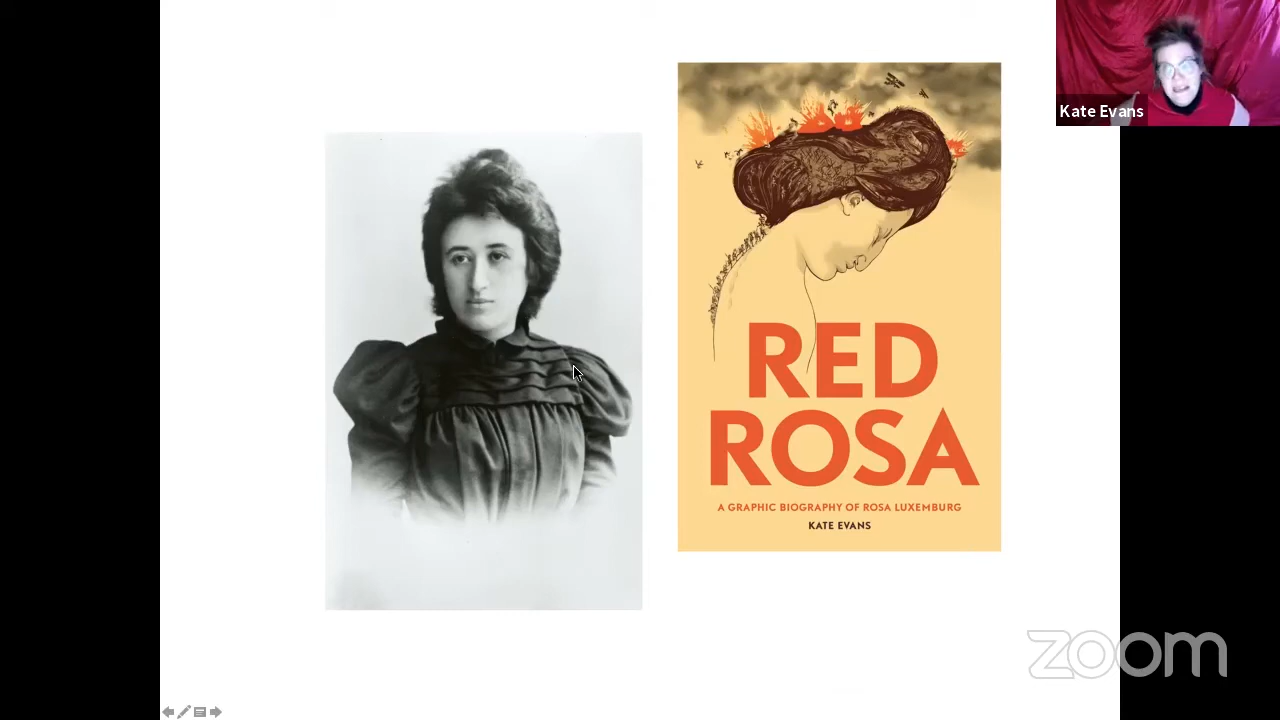 Kate Evans
RED
ROSA
A GRAPHIC BIOGRAPHY OF ROSA LUXEMBURG
KATE EVANS
zoom